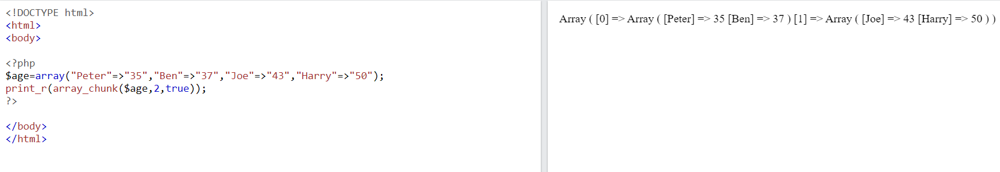 <!DOCTYPE html>
<html>
<body>
<?php
$age=array("Peter"=>"35","Ben"=>"37","Joe"=>"43","Harry"=>"50");
print_r(array_chunk($age,2,true));
?>
</body>
</html>
Array ( [0] => Array ( [Peter] => 35 [Ben] => 37 ) [1] => Array ( [Joe] => 43 [Harry] => 50 ) )